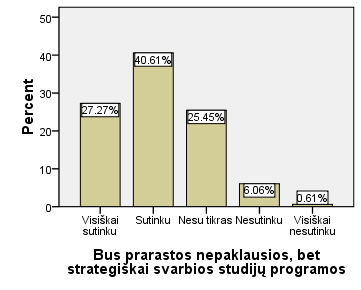 50
40
30
20
10
0
Percent
27.27%
40.61%
25.45%
6.06%
0.61%
Visiškai sutinku
Sutinku
Nesu tikras
Nesutinku
Visiškai nesutinku
Bus prarastos nepaklausios, bet
strategiškai svarbios studijų programos